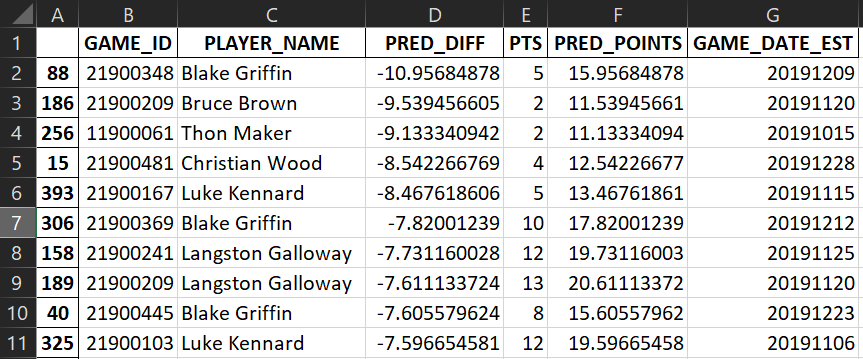 A B C D E F G
1 GAME_ID PLAYER_NAME PRED_DIFF PTS PRED_POINTS GAME_DATE_EST
2 88 21900348 Blake Griffin -10.95684878 5 15.95684878 20191209
3 186 21900209 Bruce Brown -9.539456605 2 11.53945661 20191120
4 256 11900061 Thon Maker -9.133340942 2 11.13334094 20191015
5 15 21900481 Christian Wood -8.542266769 4 12.54226677 20191228
6 393 21900167 Luke Kennard -8.467618606 5 13.46761861 20191115
7 306 21900369 Blake Griffin -7.82001239 10 17.82001239 20191212
8 158 21900241 Langston Galloway -7.731160028 12 19.73116003 20191125
9 189 21900209 Langston Galloway -7.611133724 13 20.61113372 20191120
10 40 21900445 Blake Griffin -7.605579624 8 15.60557962 20191223
11 325 21900103 Luke Kennard -7.596654581 12 19.59665458 20191106